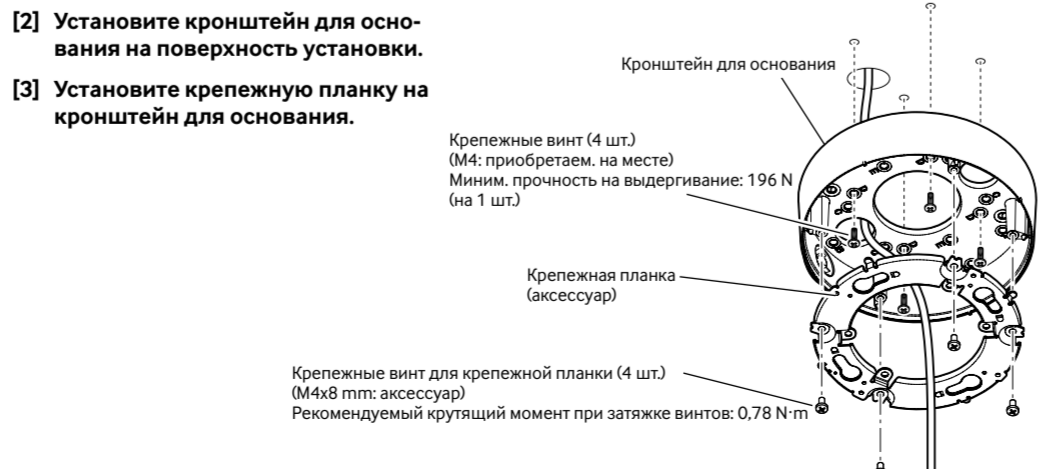 [2] Установите кронштейн для осно-
вания на поверхность установки.
[3] Установите крепежную планку на
кронштейн для основания.
Кронштейн для основания
Крепежные винт (4 шт.)
(M4: приобретаем. на месте)
Миним. прочность на выдергивание: 196 N
(на 1 шт.)
Крепежная планка
(аксессуар)
Крепежные винт для крепежной планки (4 шт.)
(M4x8 mm: аксессуар)
Рекомендуемый крутящий момент при затяжке винтов: 0,78 N·m